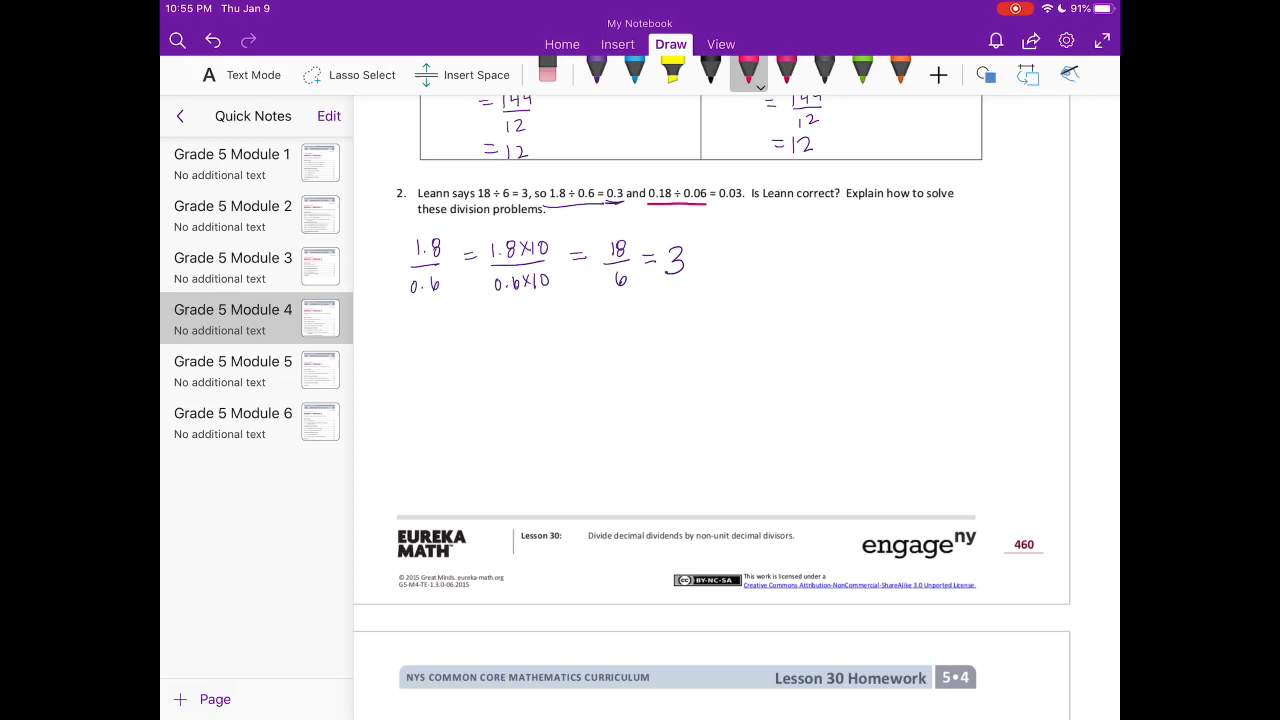 10:55 PM Thu Jan 9
91%
My Notebook
Home Insert Draw View
A Text Mode Lasso Select Insert Space
Quick Notes Edit
Grade 5 Module 1
No additional text
Grade 5 Module 2
No additional text
Grade 5 Module 3
No additional text
Grade 5 Module 4
No additional text
Grade 5 Module 5
No additional text
Grade 5 Module 6
No additional text
+ Page
= 144/12 = 144/12
= 12 = 12
2. Leann says 18 ÷ 6 = 3, so 1.8 ÷ 0.6 = 0.3 and 0.18 ÷ 0.06 = 0.03. Is Leann correct? Explain how to solve
these division problems.
1.8/0.6 = 1.8×10/0.6×10 = 18/6 = 3
EUREKA
MATH™
Lesson 30: Divide decimal dividends by non-unit decimal divisors.
engageny
460
© 2015 Great Minds. eureka-math.org
G5-M4-TE-1.3.0-06.2015
cc BY-NC-SA
This work is licensed under a
Creative Commons Attribution-NonCommercial-ShareAlike 3.0 Unported License.
NYS COMMON CORE MATHEMATICS CURRICULUM Lesson 30 Homework 5•4